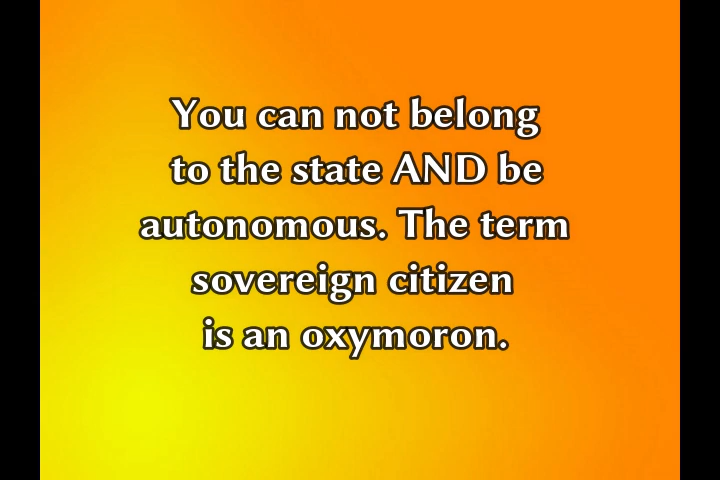 You can not belong
to the state AND be
autonomous. The term
sovereign citizen
is an oxymoron.